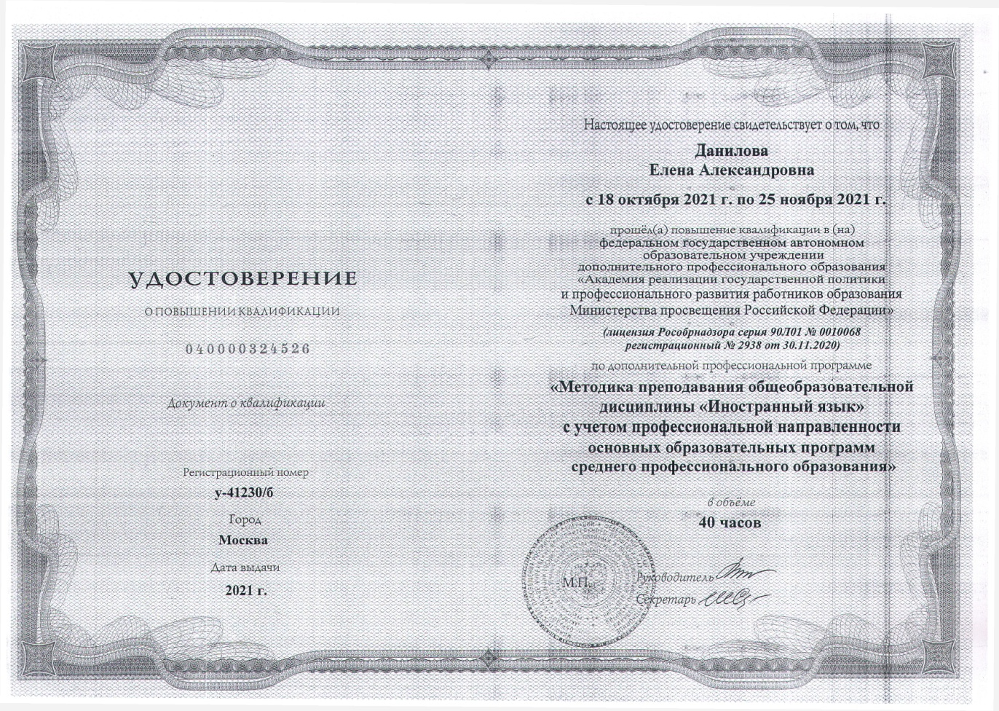 УДОСТОВЕРЕНИЕ
О ПОВЫШЕНИИ КВАЛИФИКАЦИИ
040000324526
Документ о квалификации
Регистрационный номер
у-41230/б
Город
Москва
Дата выдачи
2021 г.
Настоящее удостоверение свидетельствует о том, что
Данилова
Елена Александровна
с 18 октября 2021 г. по 25 ноября 2021 г.
прошёл(а) повышение квалификации в (на)
федеральном государственном автономном
образовательном учреждении
дополнительного профессионального образования
«Академия реализации государственной политики
и профессионального развития работников образования
Министерства просвещения Российской Федерации»
(лицензия Рособрнадзора серия 90Л01 № 0010068
регистрационный № 2938 от 30.11.2020)
по дополнительной профессиональной программе
«Методика преподавания общеобразовательной
дисциплины «Иностранный язык»
с учетом профессиональной направленности
основных образовательных программ
среднего профессионального образования»
в объёме
40 часов
М.П.
Руководитель
Секретарь